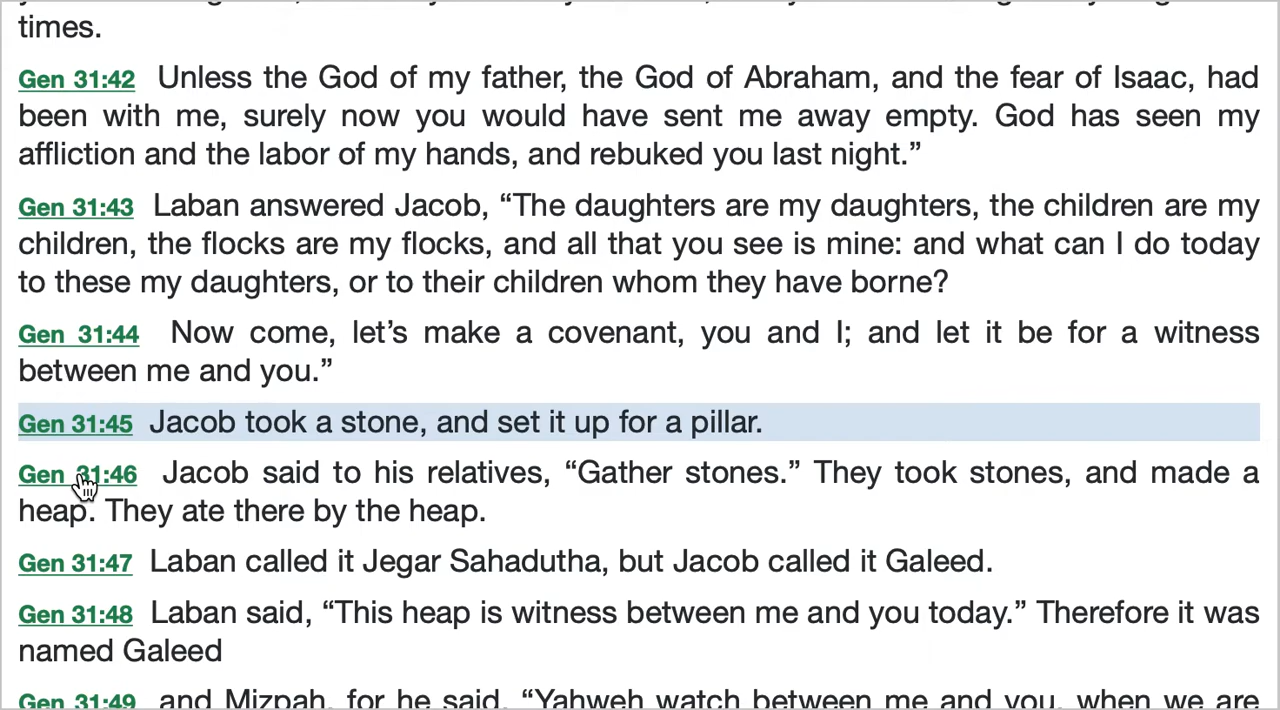 times.
Gen 31:42 Unless the God of my father, the God of Abraham, and the fear of Isaac, had
been with me, surely now you would have sent me away empty. God has seen my
affliction and the labor of my hands, and rebuked you last night.”
Gen 31:43 Laban answered Jacob, “The daughters are my daughters, the children are my
children, the flocks are my flocks, and all that you see is mine: and what can I do today
to these my daughters, or to their children whom they have borne?
Gen 31:44 Now come, let’s make a covenant, you and I; and let it be for a witness
between me and you.”
Gen 31:45 Jacob took a stone, and set it up for a pillar.
Gen 31:46 Jacob said to his relatives, “Gather stones.” They took stones, and made a
heap. They ate there by the heap.
Gen 31:47 Laban called it Jegar Sahadutha, but Jacob called it Galeed.
Gen 31:48 Laban said, “This heap is witness between me and you today.” Therefore it was
named Galeed
Gen 31:49 and Mizpah, for he said, “Yahweh watch between me and you, when we are